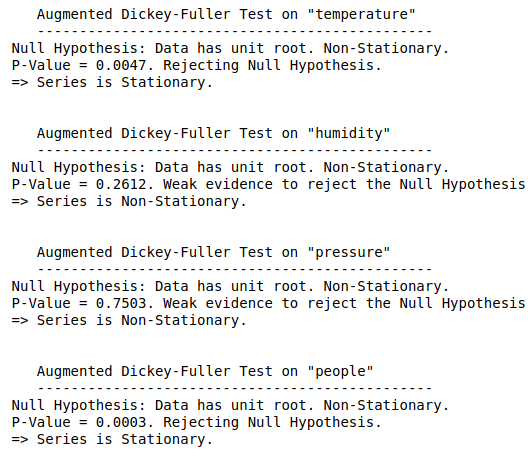 Augmented Dickey-Fuller Test on "temperature"
-----------------------------------------------
Null Hypothesis: Data has unit root. Non-Stationary.
P-Value = 0.0047. Rejecting Null Hypothesis.
=> Series is Stationary.
Augmented Dickey-Fuller Test on "humidity"
-----------------------------------------------
Null Hypothesis: Data has unit root. Non-Stationary.
P-Value = 0.2612. Weak evidence to reject the Null Hypothesis
=> Series is Non-Stationary.
Augmented Dickey-Fuller Test on "pressure"
-----------------------------------------------
Null Hypothesis: Data has unit root. Non-Stationary.
P-Value = 0.7503. Weak evidence to reject the Null Hypothesis
=> Series is Non-Stationary.
Augmented Dickey-Fuller Test on "people"
-----------------------------------------------
Null Hypothesis: Data has unit root. Non-Stationary.
P-Value = 0.0003. Rejecting Null Hypothesis.
=> Series is Stationary.